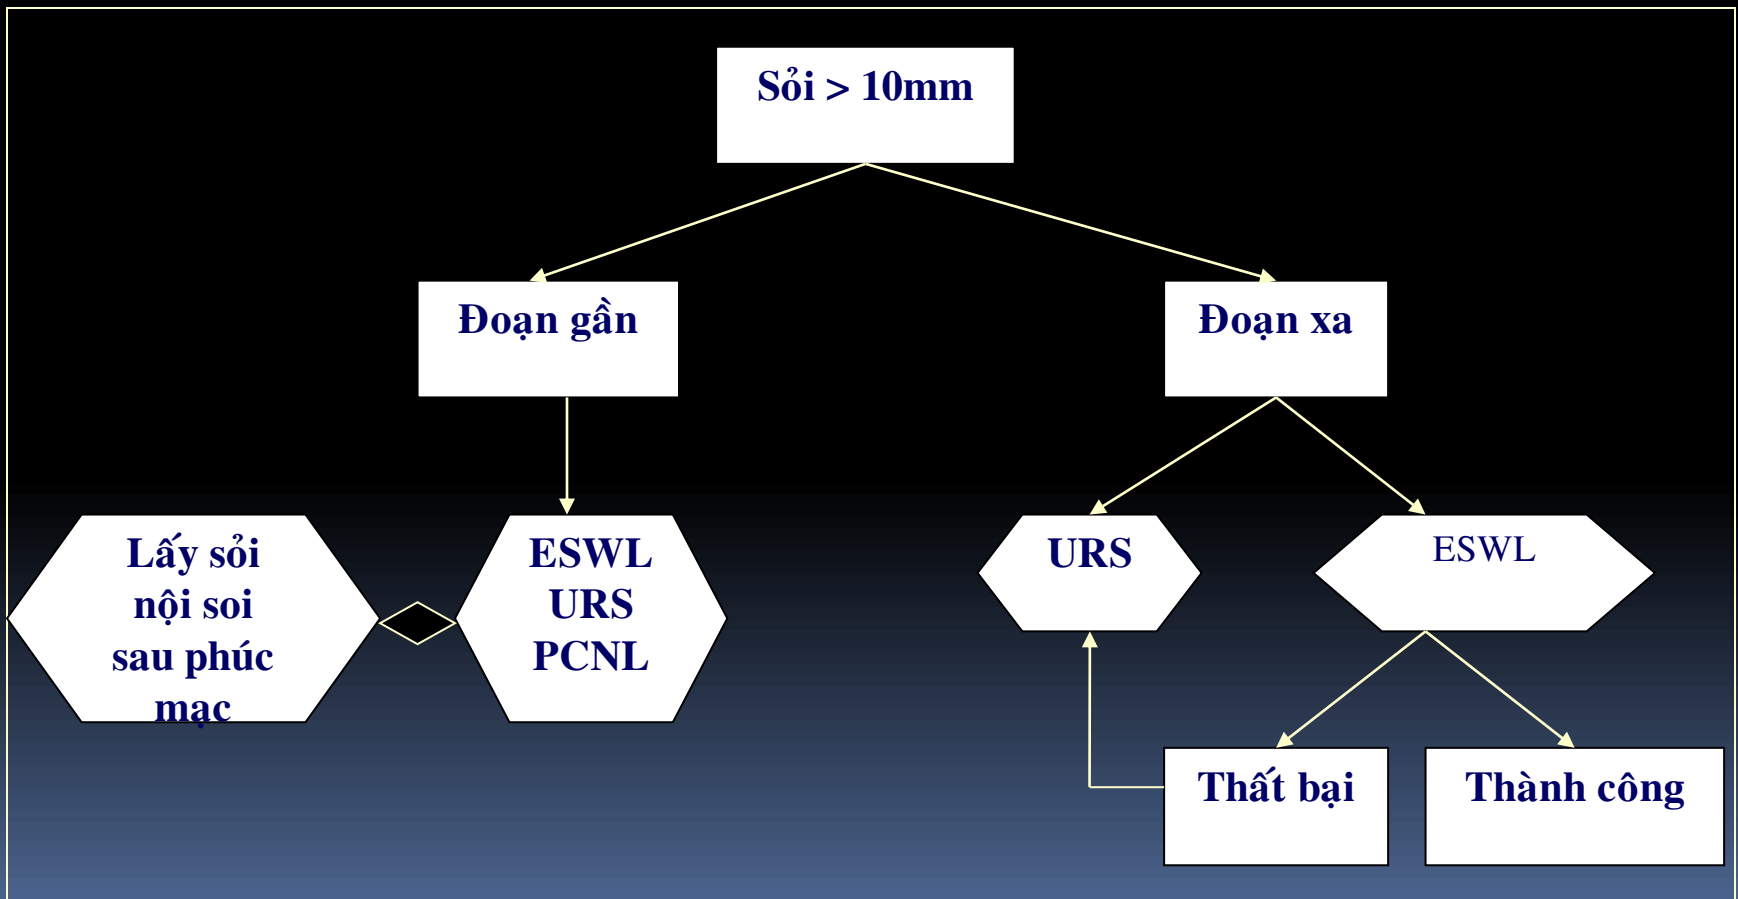 Sỏi > 10mm
Đoạn gần
Đoạn xa
Lấy sỏi
nội soi
sau phúc
mạc
ESWL
URS
PCNL
URS
ESWL
Thất bại
Thành công